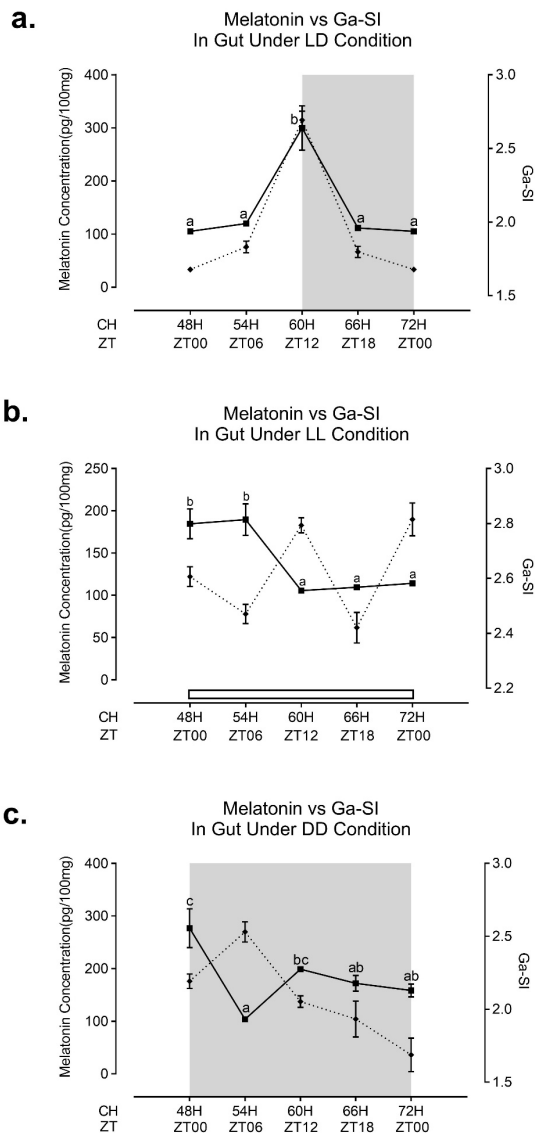 a.
Melatonin vs Ga-SI
In Gut Under LD Condition
Melatonin Concentration(pg/100mg)
400
300
200
100
0
a
a
b
a
a
3.0
2.5
2.0
1.5
Ga-SI
CH 48H 54H 60H 66H 72H
ZT ZT00 ZT06 ZT12 ZT18 ZT00
b.
Melatonin vs Ga-SI
In Gut Under LL Condition
Melatonin Concentration(pg/100mg)
250
200
150
100
50
0
b
b
a
a
a
3.0
2.8
2.6
2.4
2.2
Ga-SI
CH 48H 54H 60H 66H 72H
ZT ZT00 ZT06 ZT12 ZT18 ZT00
c.
Melatonin vs Ga-SI
In Gut Under DD Condition
Melatonin Concentration(pg/100mg)
400
300
200
100
0
c
a
bc
ab
ab
3.0
2.5
2.0
1.5
Ga-SI
CH 48H 54H 60H 66H 72H
ZT ZT00 ZT06 ZT12 ZT18 ZT00